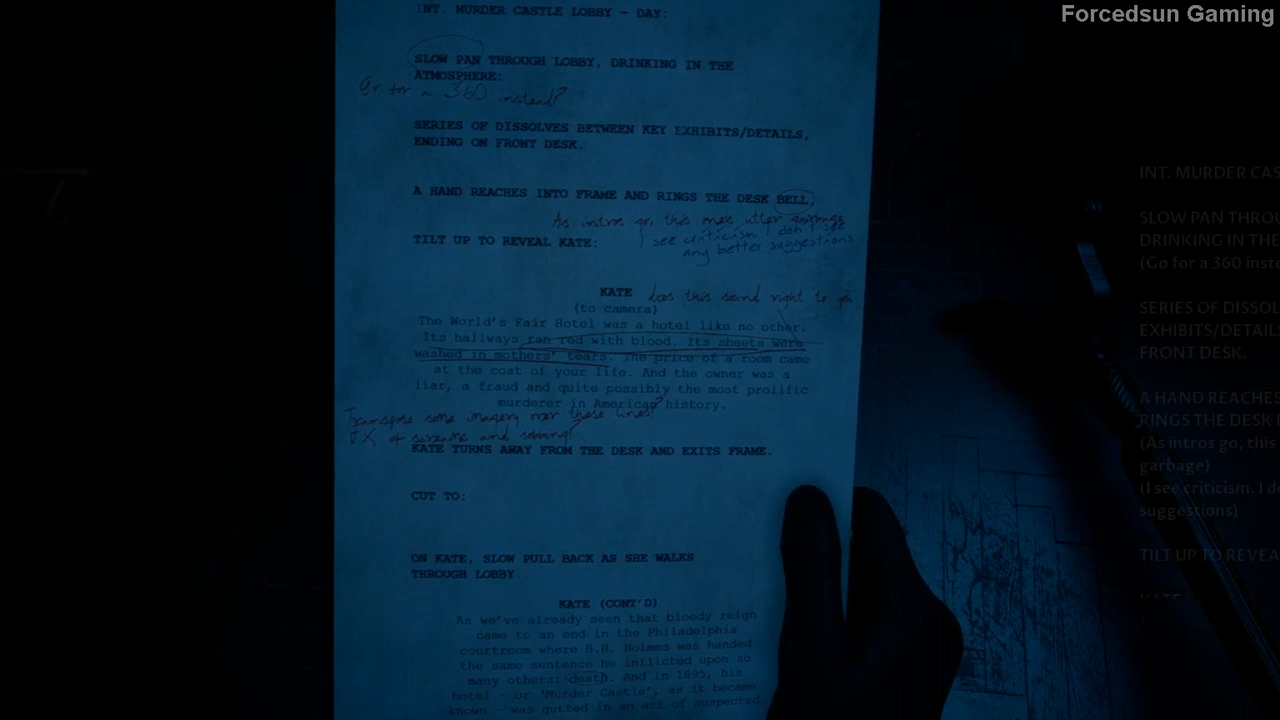 Forcedsun Gaming
INT. MURDER CASTLE LOBBY - DAY:
SLOW PAN THROUGH LOBBY, DRINKING IN THE
ATMOSPHERE:
Go for a 360 instead?
SERIES OF DISSOLVES BETWEEN KEY EXHIBITS/DETAILS,
ENDING ON FRONT DESK.
A HAND REACHES INTO FRAME AND RINGS THE DESK BELL.
As intros go, this one's utter garbage
I see criticism I don't see
any better suggestions
TILT UP TO REVEAL KATE:
KATE
does this sound right to you
(to camera)
The World's Fair Hotel was a hotel like no other.
Its hallways ran red with blood. Its sheets were
washed in mothers' tears. The price of a room came
at the cost of your life. And the owner was a
liar, a fraud and quite possibly the most prolific
murderer in American history.
Transpose some imagery over these lines?
FX of screams and sobbing?
KATE TURNS AWAY FROM THE DESK AND EXITS FRAME.
CUT TO:
ON KATE, SLOW PULL BACK AS SHE WALKS
THROUGH LOBBY.
KATE (CONT'D)
As we've already seen that bloody reign
came to an end in the Philadelphia
courtroom where H.H. Holmes was handed
the same sentence he inflicted upon so
many others: death. And in 1895, his
hotel - or 'Murder Castle', as it became
known - was gutted in an act of suspected
INT. MURDER CAS
SLOW PAN THROU
DRINKING IN THE
(Go for a 360 inste
SERIES OF DISSOL
EXHIBITS/DETAIL
FRONT DESK.
A HAND REACHES
RINGS THE DESK
(As intros go, this
garbage)
(I see criticism. I d
suggestions)
TILT UP TO REVEA
KATE